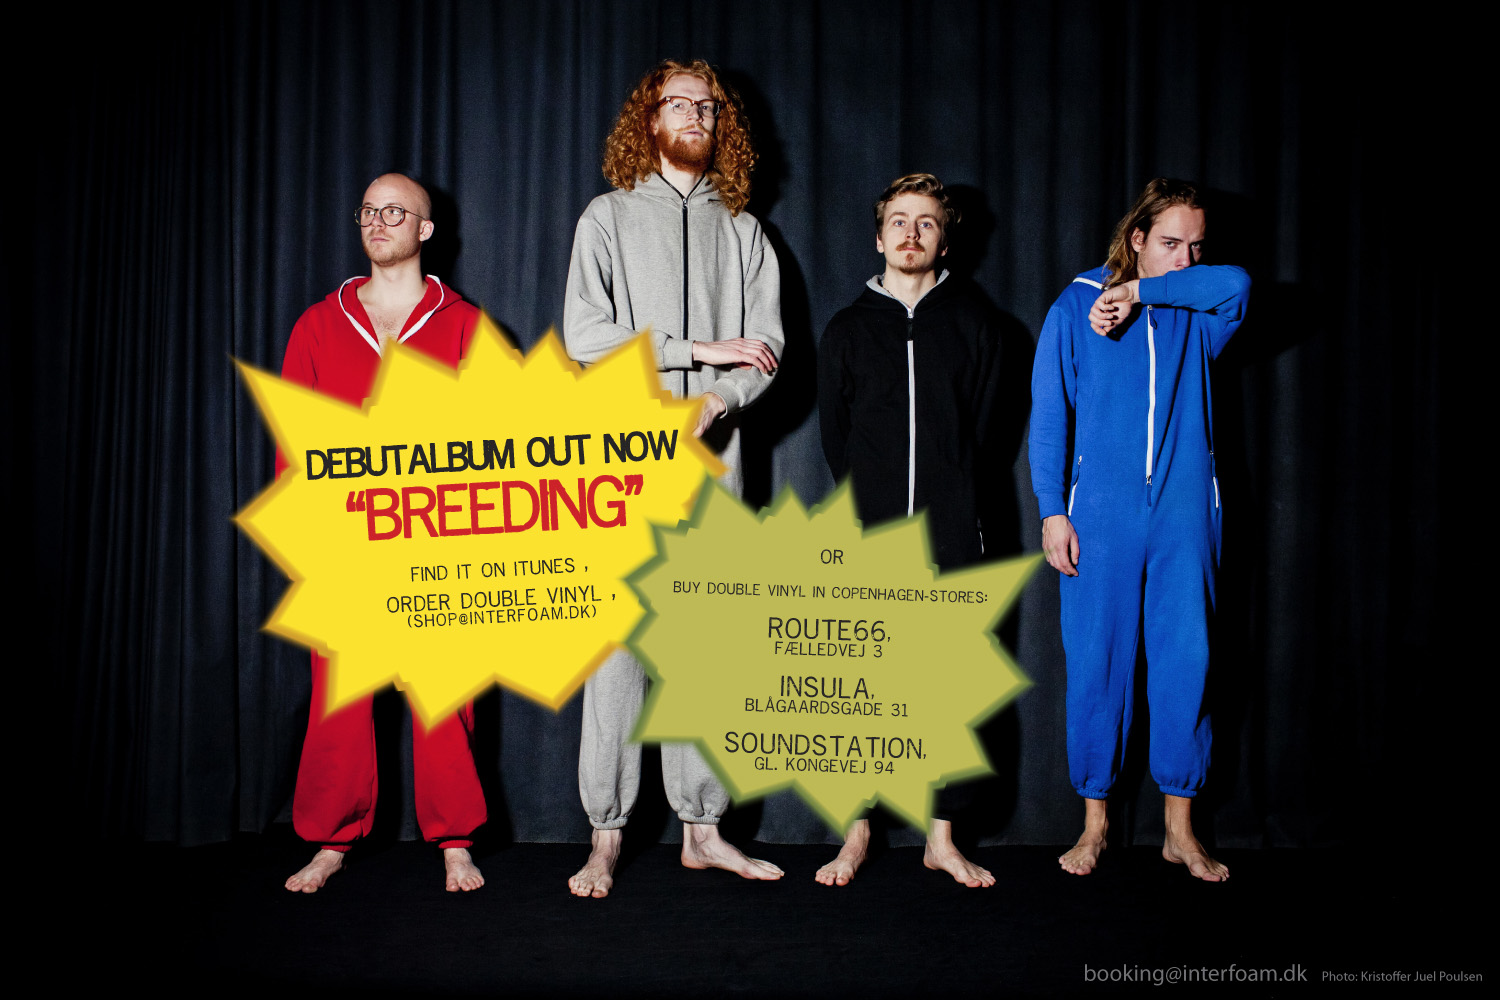 DEBUTALBUM OUT NOW
“BREEDING”
FIND IT ON ITUNES ,
ORDER DOUBLE VINYL ,
(SHOP@INTERFOAM.DK)
OR
BUY DOUBLE VINYL IN COPENHAGEN-STORES:
ROUTE66,
FÆLLEDVEJ 3
INSULA,
BLÅGAARDSGADE 31
SOUNDSTATION,
GL. KONGEVEJ 94
booking@interfoam.dk Photo: Kristoffer Juel Poulsen